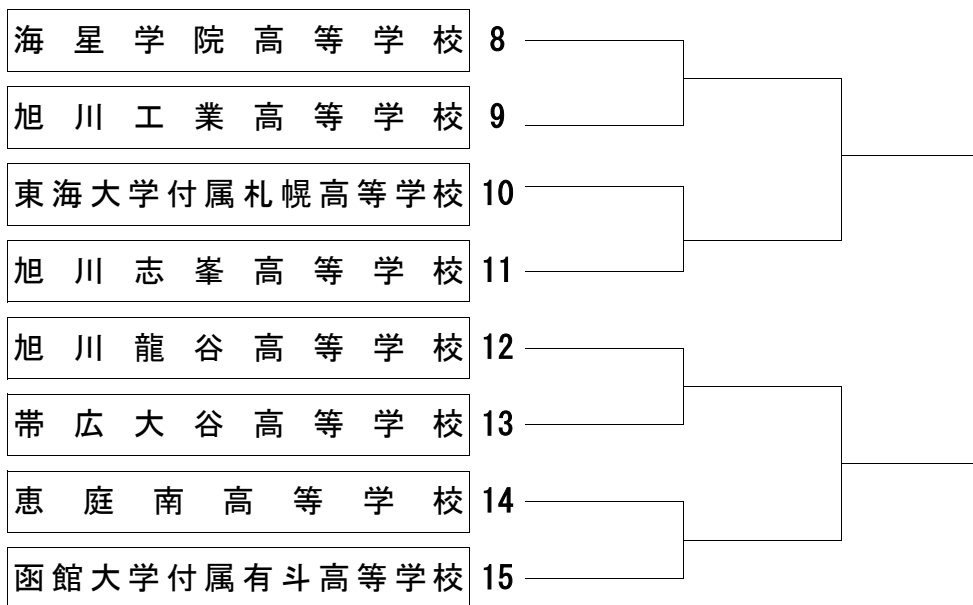 海星学院高等学校 8
旭川工業高等学校 9
東海大学付属札幌高等学校 10
旭川志峯高等学校 11
旭川龍谷高等学校 12
帯広大谷高等学校 13
恵庭南高等学校 14
函館大学付属有斗高等学校 15